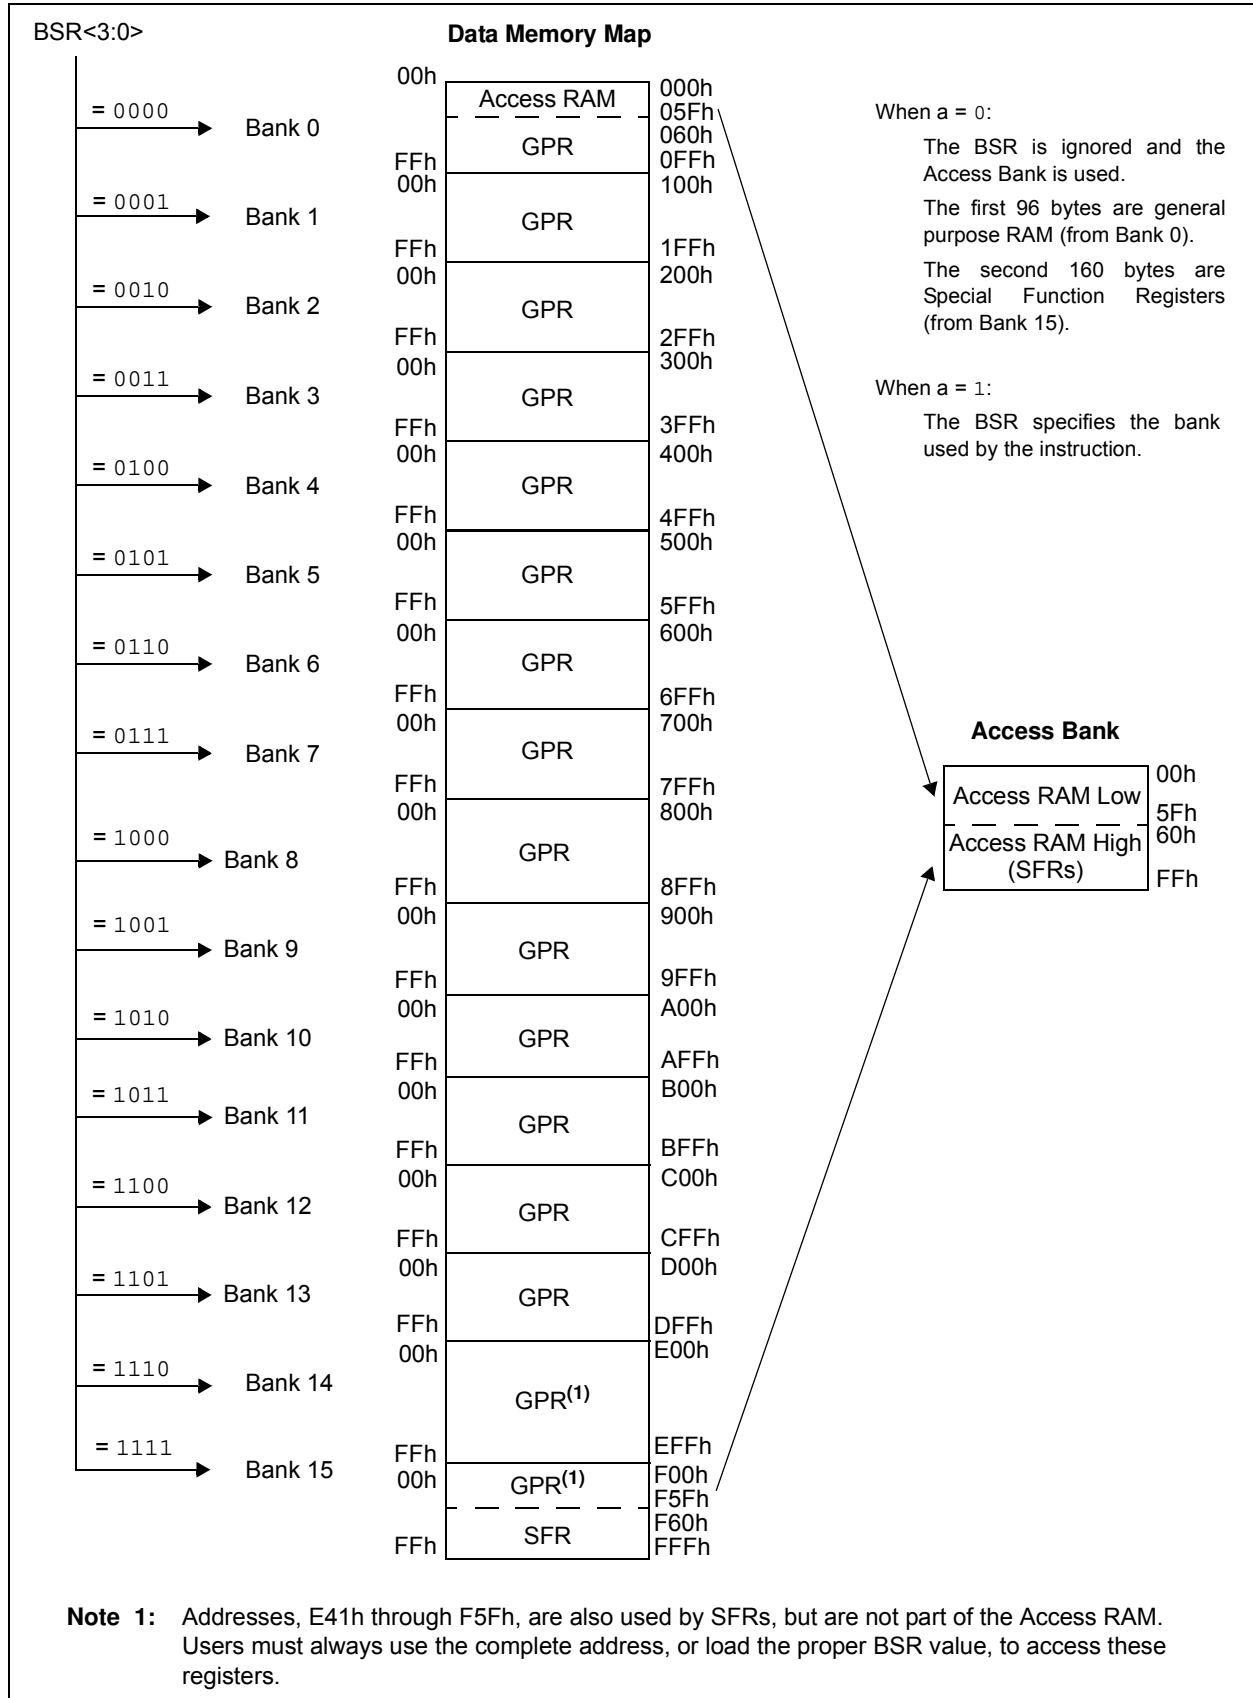 BSR<3:0>
Data Memory Map
= 0000
Bank 0
00h
Access RAM
000h
05Fh
GPR
060h
FFh
0FFh
= 0001
Bank 1
00h
100h
GPR
FFh
1FFh
= 0010
Bank 2
00h
200h
GPR
FFh
2FFh
= 0011
Bank 3
00h
300h
GPR
FFh
3FFh
= 0100
Bank 4
00h
400h
GPR
FFh
4FFh
= 0101
Bank 5
00h
500h
GPR
FFh
5FFh
= 0110
Bank 6
00h
600h
GPR
FFh
6FFh
= 0111
Bank 7
00h
700h
GPR
FFh
7FFh
= 1000
Bank 8
00h
800h
GPR
FFh
8FFh
= 1001
Bank 9
00h
900h
GPR
FFh
9FFh
= 1010
Bank 10
00h
A00h
GPR
FFh
AFFh
= 1011
Bank 11
00h
B00h
GPR
FFh
BFFh
= 1100
Bank 12
00h
C00h
GPR
FFh
CFFh
= 1101
Bank 13
00h
D00h
GPR
FFh
DFFh
= 1110
Bank 14
00h
E00h
GPR(1)
FFh
EFFh
= 1111
Bank 15
00h
F00h
GPR(1)
F5Fh
SFR
F60h
FFh
FFFh
When a = 0:
The BSR is ignored and the
Access Bank is used.
The first 96 bytes are general
purpose RAM (from Bank 0).
The second 160 bytes are
Special Function Registers
(from Bank 15).
When a = 1:
The BSR specifies the bank
used by the instruction.
Access Bank
00h
Access RAM Low
5Fh
60h
Access RAM High
(SFRs)
FFh
Note 1: Addresses, E41h through F5Fh, are also used by SFRs, but are not part of the Access RAM.
Users must always use the complete address, or load the proper BSR value, to access these
registers.